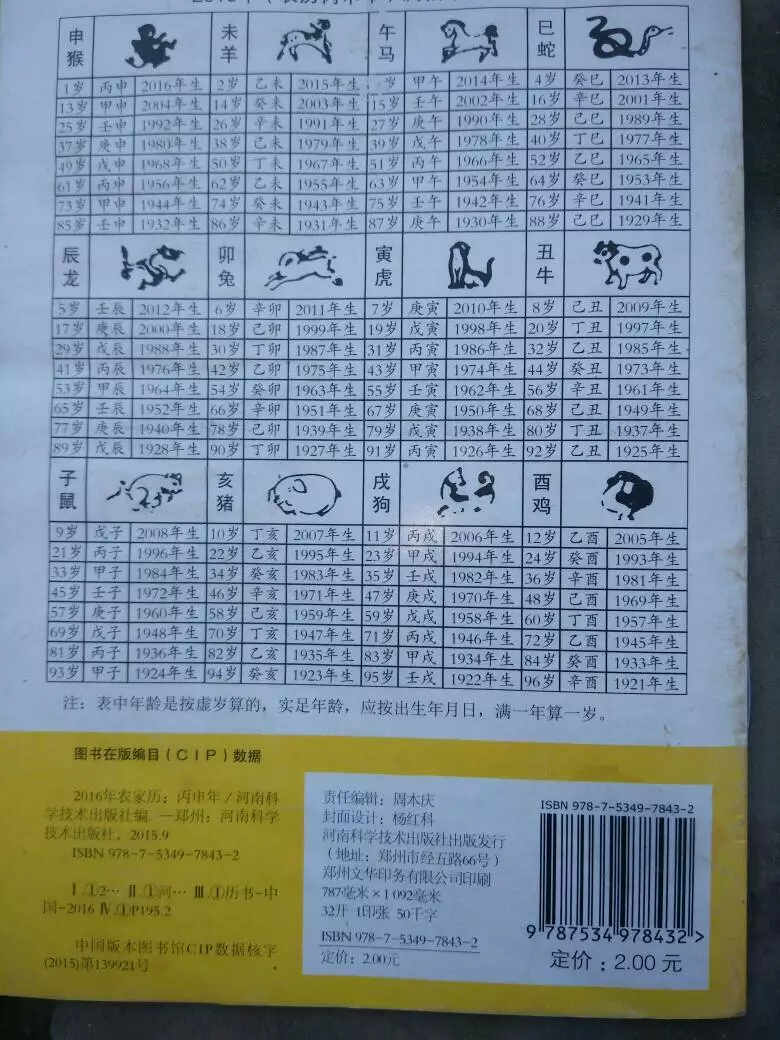 申猴 未羊 午马 巳蛇
1岁 丙申 2016年生 2岁 乙未 2015年生 岁 甲午 2014年生 4岁 癸巳 2013年生
13岁 甲申 2004年生 14岁 癸未 2003年生 15岁 壬午 2002年生 16岁 辛巳 2001年生
25岁 壬申 1992年生 26岁 辛未 1991年生 27岁 庚午 1990年生 28岁 己巳 1989年生
37岁 庚申 1980年生 38岁 己未 1979年生 39岁 戊午 1978年生 40岁 丁巳 1977年生
49岁 戊申 1968年生 50岁 丁未 1967年生 51岁 丙午 1966年生 52岁 乙巳 1965年生
61岁 丙申 1956年生 62岁 乙未 1955年生 63岁 甲午 1954年生 64岁 癸巳 1953年生
73岁 甲申 1944年生 74岁 癸未 1943年生 75岁 壬午 1942年生 76岁 辛巳 1941年生
85岁 壬申 1932年生 86岁 辛未 1931年生 87岁 庚午 1930年生 88岁 己巳 1929年生
辰龙 卯兔 寅虎 丑牛
5岁 壬辰 2012年生 6岁 辛卯 2011年生 7岁 庚寅 2010年生 8岁 己丑 2009年生
17岁 庚辰 2000年生 18岁 己卯 1999年生 19岁 戊寅 1998年生 20岁 丁丑 1997年生
29岁 戊辰 1988年生 30岁 丁卯 1987年生 31岁 丙寅 1986年生 32岁 乙丑 1985年生
41岁 丙辰 1976年生 42岁 乙卯 1975年生 43岁 甲寅 1974年生 44岁 癸丑 1973年生
53岁 甲辰 1964年生 54岁 癸卯 1963年生 55岁 壬寅 1962年生 56岁 辛丑 1961年生
65岁 壬辰 1952年生 66岁 辛卯 1951年生 67岁 庚寅 1950年生 68岁 己丑 1949年生
77岁 庚辰 1940年生 78岁 己卯 1939年生 79岁 戊寅 1938年生 80岁 丁丑 1937年生
89岁 戊辰 1928年生 90岁 丁卯 1927年生 91岁 丙寅 1926年生 92岁 乙丑 1925年生
子鼠 亥猪 戌狗 酉鸡
9岁 戊子 2008年生 10岁 丁亥 2007年生 11岁 丙戌 2006年生 12岁 乙酉 2005年生
21岁 丙子 1996年生 22岁 乙亥 1995年生 23岁 甲戌 1994年生 24岁 癸酉 1993年生
33岁 甲子 1984年生 34岁 癸亥 1983年生 35岁 壬戌 1982年生 36岁 辛酉 1981年生
45岁 壬子 1972年生 46岁 辛亥 1971年生 47岁 庚戌 1970年生 48岁 己酉 1969年生
57岁 庚子 1960年生 58岁 己亥 1959年生 59岁 戊戌 1958年生 60岁 丁酉 1957年生
69岁 戊子 1948年生 70岁 丁亥 1947年生 71岁 丙戌 1946年生 72岁 乙酉 1945年生
81岁 丙子 1936年生 82岁 乙亥 1935年生 83岁 甲戌 1934年生 84岁 癸酉 1933年生
93岁 甲子 1924年生 94岁 癸亥 1923年生 95岁 壬戌 1922年生 96岁 辛酉 1921年生
注：表中年龄是按虚岁算的，实足年龄，应按出生年月日，满一年算一岁。
图书在版编目(CIP)数据
2016年农家历：丙申年/河南科
学技术出版社编.—郑州：河南科学
技术出版社，2015.9
ISBN 978-7-5349-7843-2
Ⅰ.①2… Ⅱ.①河… Ⅲ.①历书-中
国-2016 Ⅳ.①P195.2
中国版本图书馆CIP数据核字
(2015)第139921号
责任编辑：周本庆
封面设计：杨红科
河南科学技术出版社出版发行
(地址：郑州市经五路66号)
郑州文华印务有限公司印刷
787毫米×1 092毫米
32开 1印张 50千字
ISBN 978-7-5349-7843-2
定价：2.00元
ISBN 978-7-5349-7843-2
9 787534 978432>
定价：2.00元